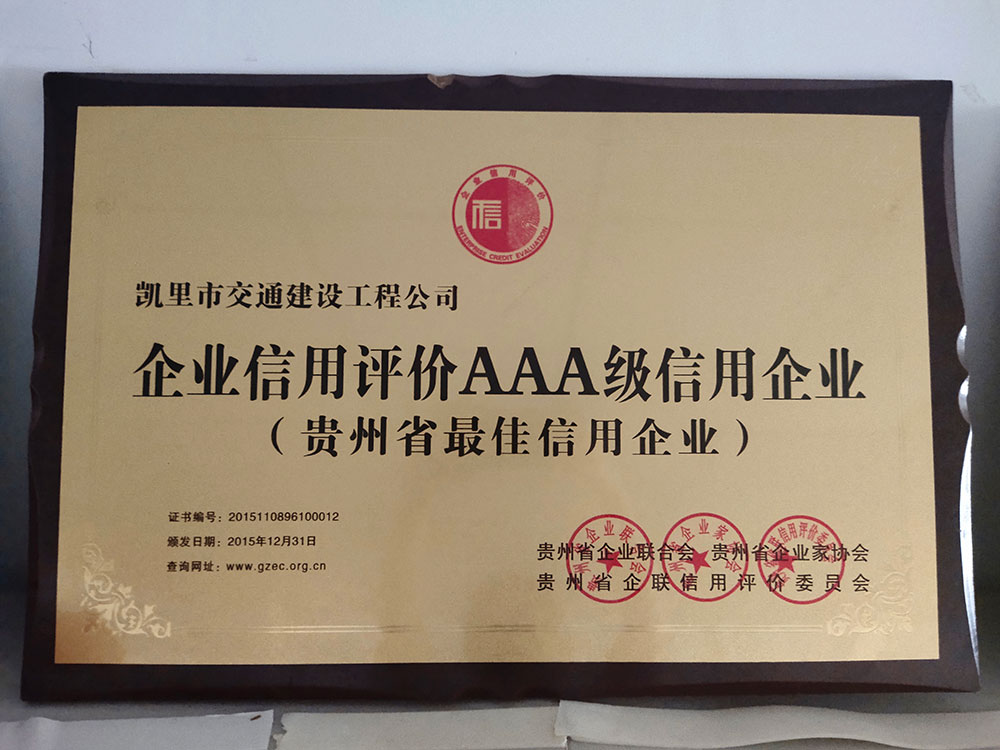 企业信用评价
信
ENTERPRISE CREDIT EVALUATION
凯里市交通建设工程公司
企业信用评价AAA级信用企业
（贵州省最佳信用企业）
证书编号：2015110896100012
颁发日期：2015年12月31日
查询网址：www.gzec.org.cn
贵州省企业联合会 贵州省企业家协会
贵州省企联信用评价委员会